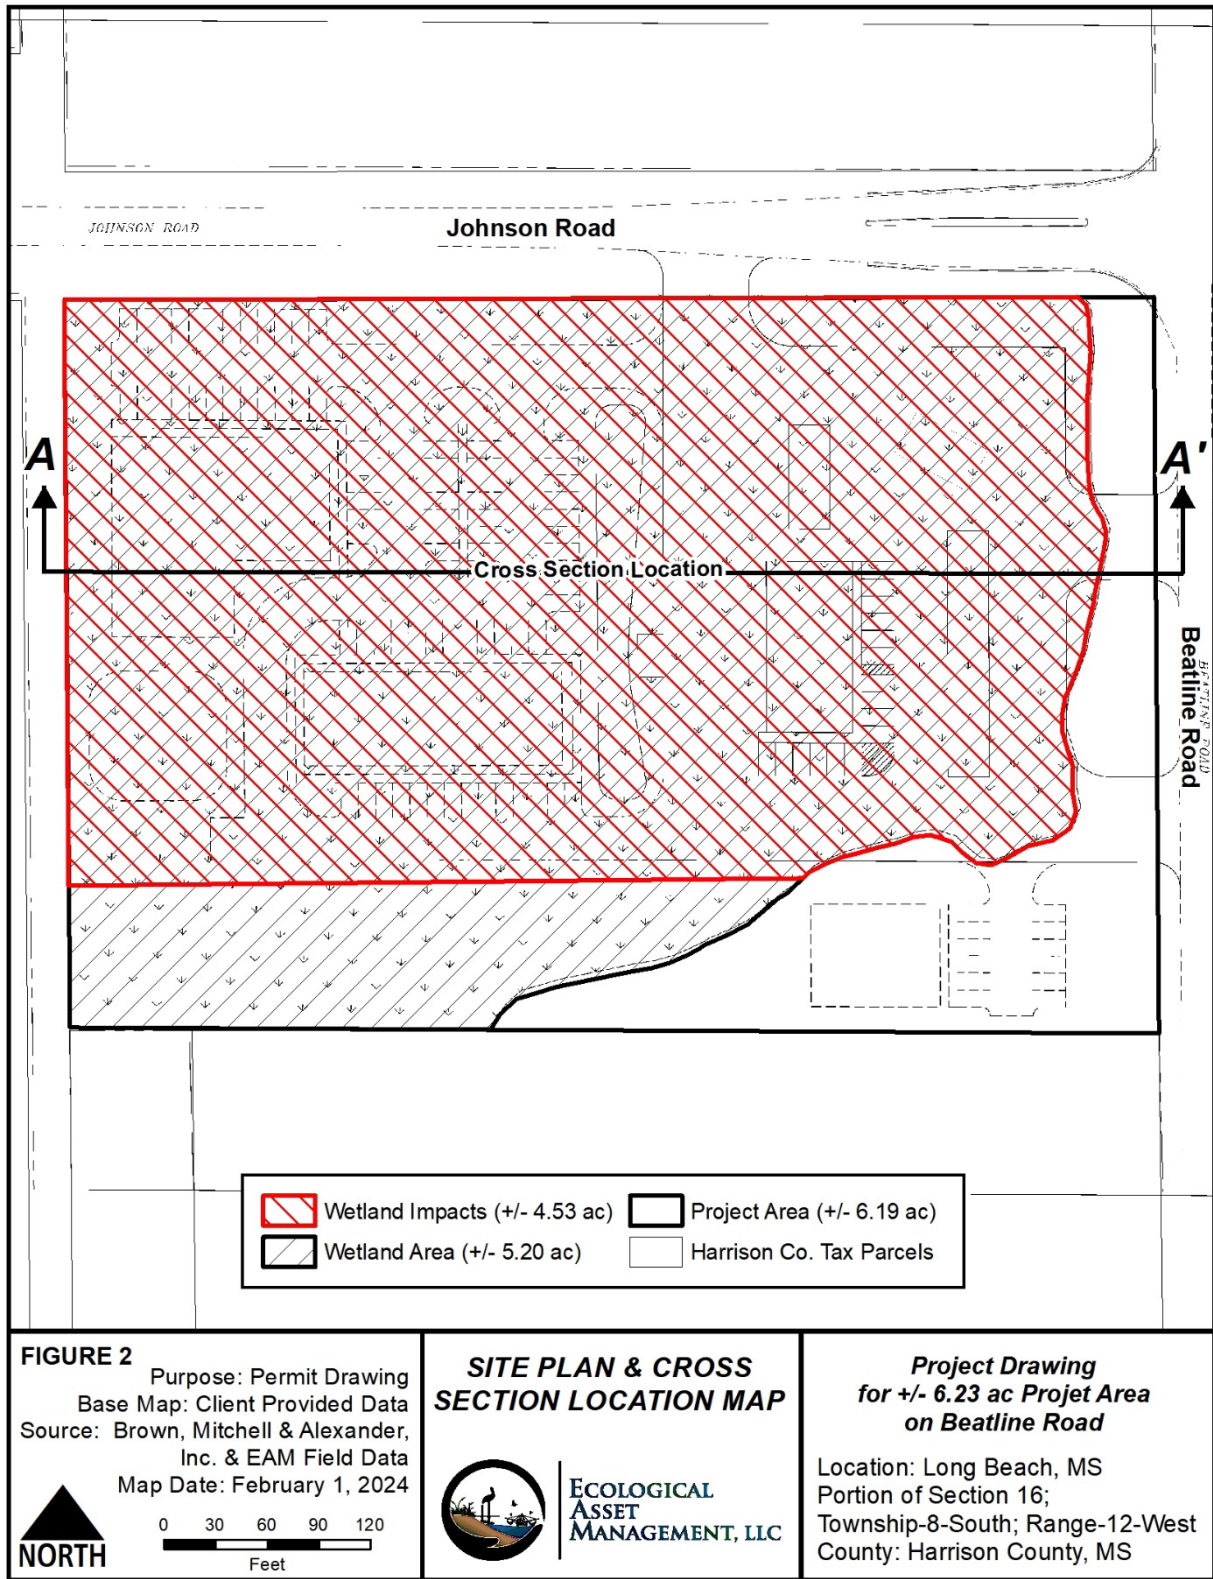 JOHNSON ROAD
Johnson Road
A
A'
Cross Section Location
Beatline Road
BEATLINE ROAD
Wetland Impacts (+/- 4.53 ac)
Project Area (+/- 6.19 ac)
Wetland Area (+/- 5.20 ac)
Harrison Co. Tax Parcels
FIGURE 2
Purpose: Permit Drawing
Base Map: Client Provided Data
Source: Brown, Mitchell & Alexander,
Inc. & EAM Field Data
Map Date: February 1, 2024
NORTH
0 30 60 90 120
Feet
SITE PLAN & CROSS
SECTION LOCATION MAP
ECOLOGICAL
ASSET
MANAGEMENT, LLC
Project Drawing
for +/- 6.23 ac Projet Area
on Beatline Road
Location: Long Beach, MS
Portion of Section 16;
Township-8-South; Range-12-West
County: Harrison County, MS